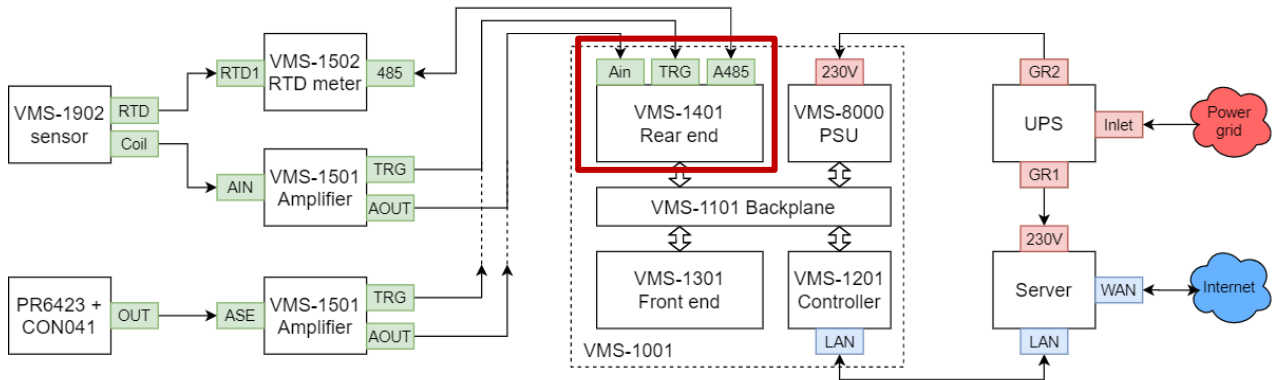 VMS-1902
sensor
RTD
Coil
RTD1
VMS-1502
RTD meter
485
AIN
VMS-1501
Amplifier
TRG
AOUT
PR6423 +
CON041
OUT
ASE
VMS-1501
Amplifier
TRG
AOUT
Ain
TRG
A485
VMS-1401
Rear end
230V
VMS-8000
PSU
VMS-1101 Backplane
VMS-1301
Front end
VMS-1201
Controller
LAN
VMS-1001
GR2
UPS
Inlet
GR1
Power
grid
230V
Server
WAN
LAN
Internet